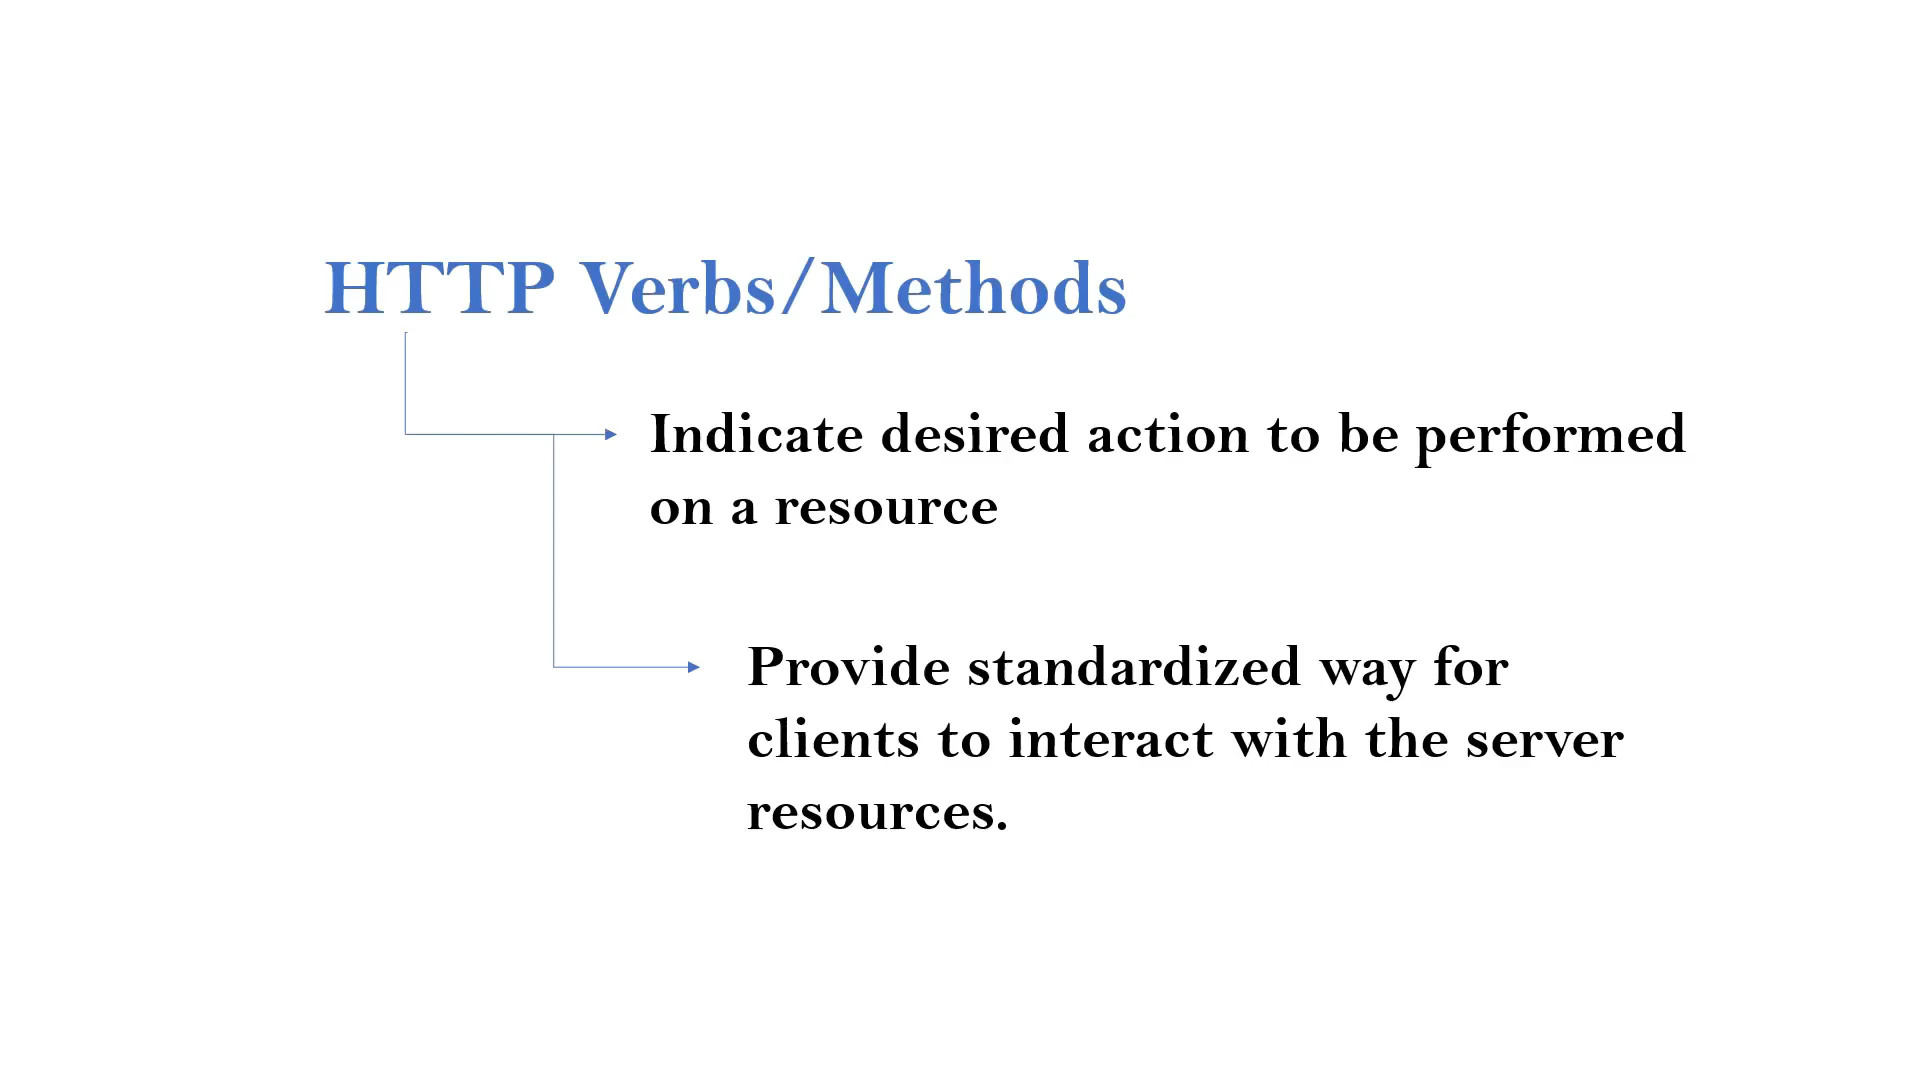 HTTP Verbs/Methods
Indicate desired action to be performed
on a resource
Provide standardized way for
clients to interact with the server
resources.